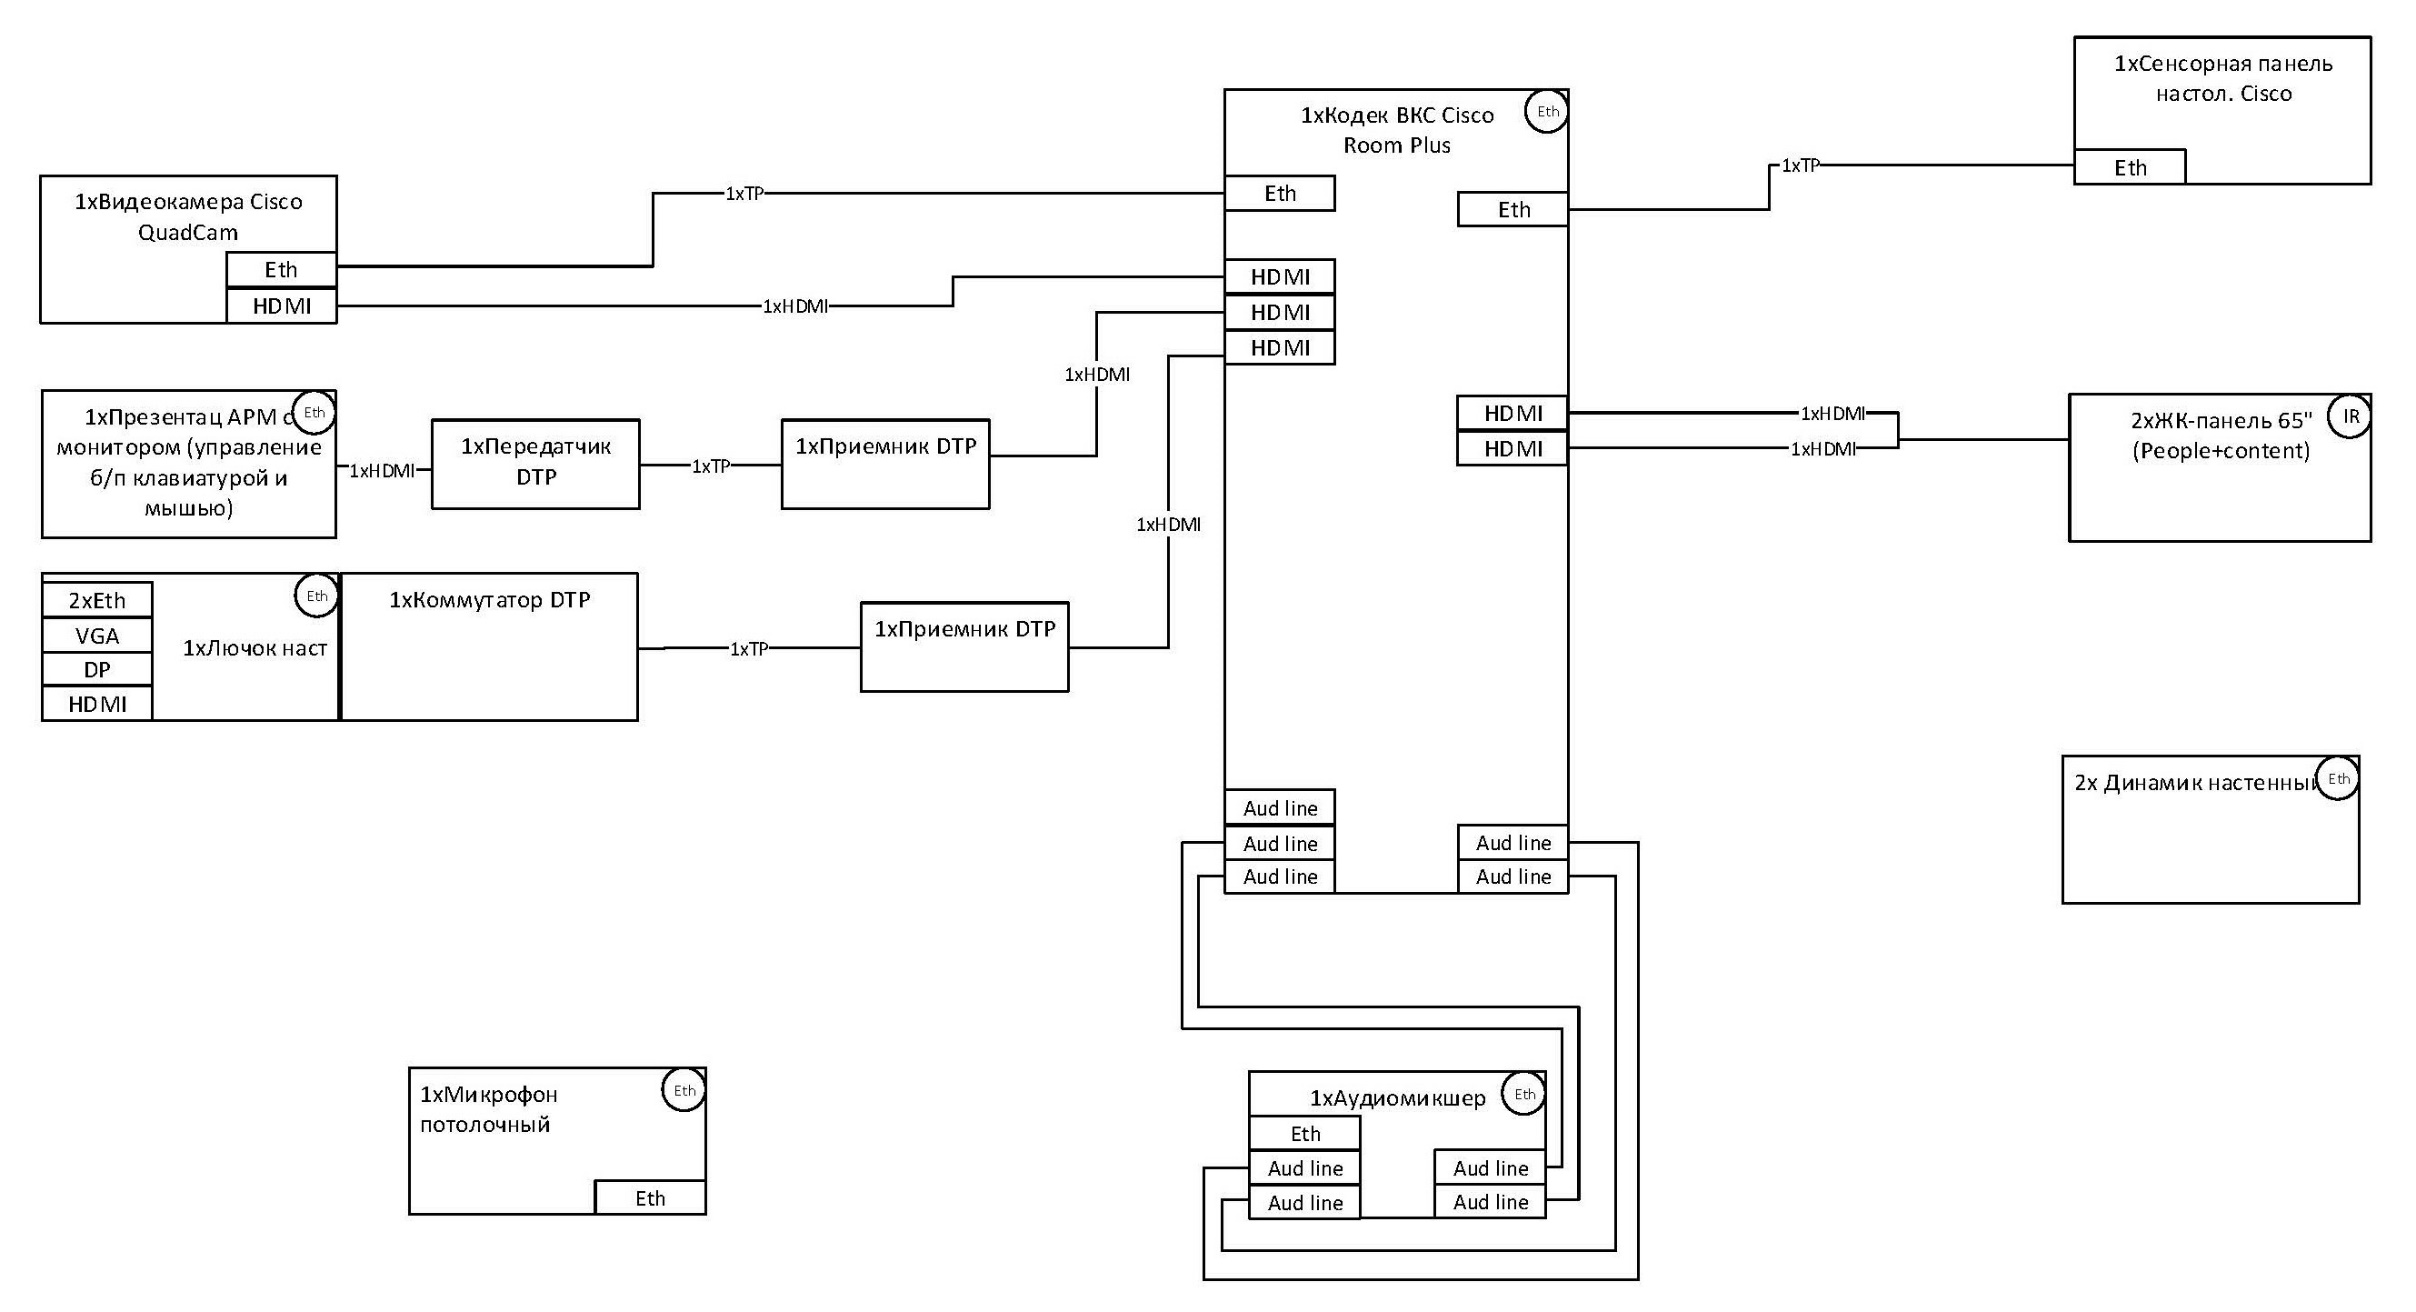 1xСенсорная панель
настол. Cisco
Eth
1xКодек ВКС Cisco
Room Plus
Eth
Eth
Eth
HDMI
HDMI
HDMI
HDMI
HDMI
Aud line
Aud line
Aud line
Aud line
Aud line
1xВидеокамера Cisco
QuadCam
Eth
HDMI
1xTP
1xHDMI
1xTP
1xПрезентац АРМ с
монитором (управление
б/п клавиатурой и
мышью)
Eth
1xHDMI
1xПередатчик
DTP
1xTP
1xПриемник DTP
1xHDMI
1xHDMI
1xHDMI
1xHDMI
2xЖК-панель 65"
(People+content)
IR
2xEth
VGA
DP
HDMI
1xЛючок наст
Eth
1xКоммутатор DTP
1xTP
1xПриемник DTP
2x Динамик настенный
Eth
1xМикрофон
потолочный
Eth
Eth
1xАудиомикшер
Eth
Eth
Aud line
Aud line
Aud line
Aud line